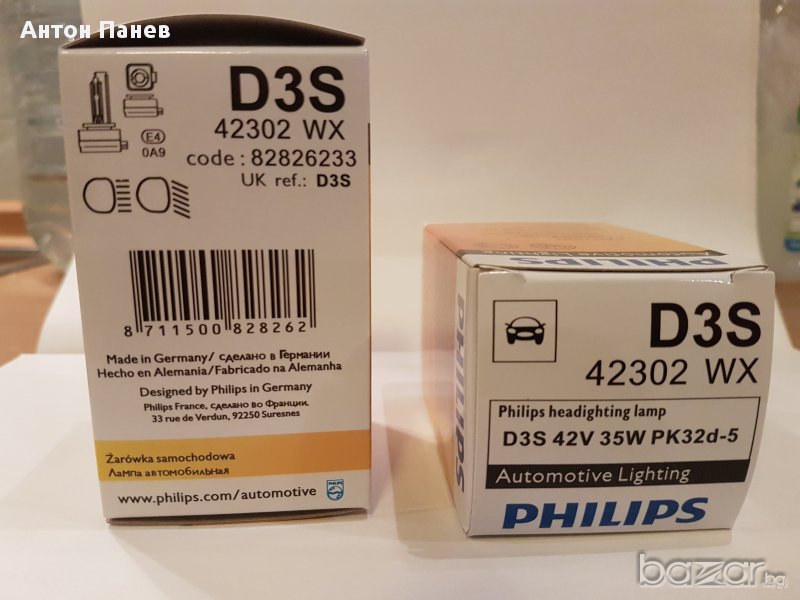 Антон Панев
D3S
42302 WX
code : 82826233
UK ref.: D3S
E4
0A9
8 711500 828262
Made in Germany/ сделано в Германии
Hecho en Alemania/Fabricado na Alemanha
Designed by Philips in Germany
Philips France, сделано во Франции,
33 rue de Verdun, 92250 Suresnes
Żarówka samochodowa
Лампа автомобильная
www.philips.com/automotive
PHILIPS
PHILIPS
PHILIPS
D3S
42302 WX
Philips headighting lamp
D3S 42V 35W PK32d-5
Automotive Lighting
PHILIPS
bazar.bg